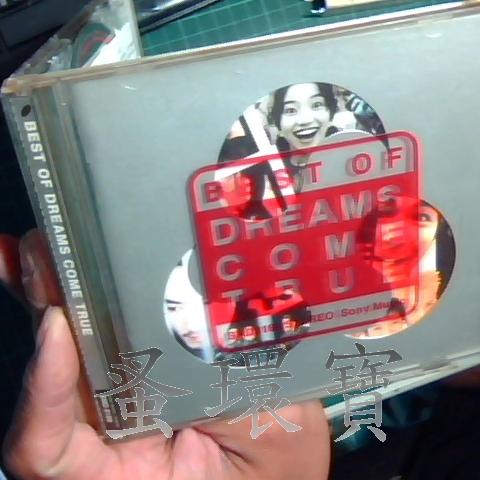 BEST OF DREAMS COME TRUE
BEST OF
DREAMS
COME
TRUE
STEREO Sony Music
蚤環寶